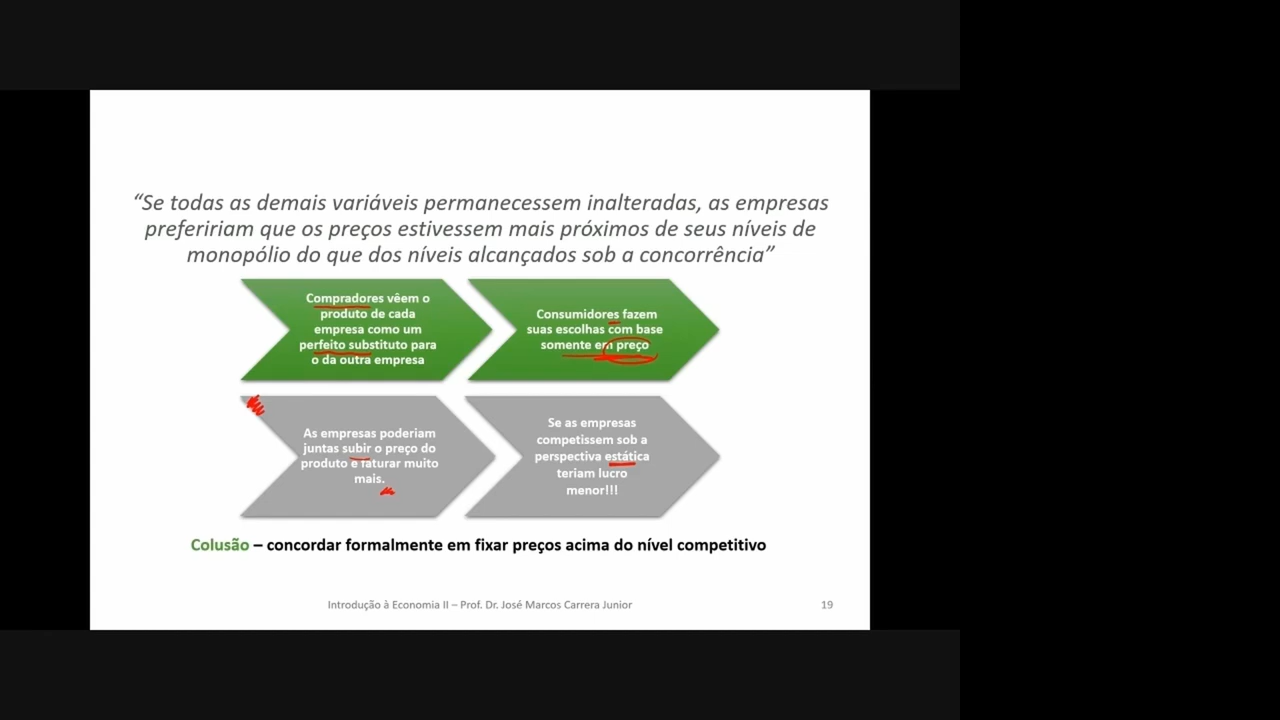 “Se todas as demais variáveis permanecessem inalteradas, as empresas
prefeririam que os preços estivessem mais próximos de seus níveis de
monopólio do que dos níveis alcançados sob a concorrência”
Compradores vêem o
produto de cada
empresa como um
perfeito substituto para
o da outra empresa
Consumidores fazem
suas escolhas com base
somente em preço
As empresas poderiam
juntas subir o preço do
produto e faturar muito
mais.
Se as empresas
competissem sob a
perspectiva estática
teriam lucro
menor!!!
Colusão – concordar formalmente em fixar preços acima do nível competitivo
Introdução à Economia II – Prof. Dr. José Marcos Carrera Junior
19